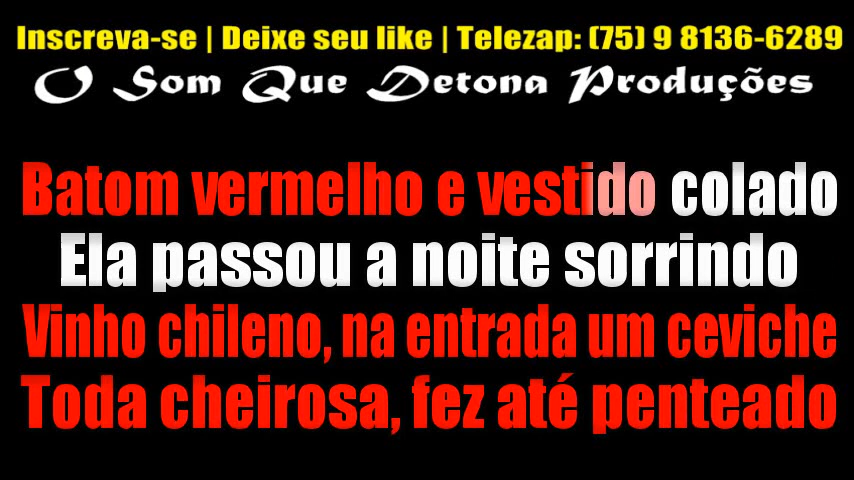 Inscreva-se | Deixe seu like | Telezap: (75) 9 8136-6289
O Som Que Detona Produções
Batom vermelho e vestido colado
Ela passou a noite sorrindo
Vinho chileno, na entrada um ceviche
Toda cheirosa, fez até penteado